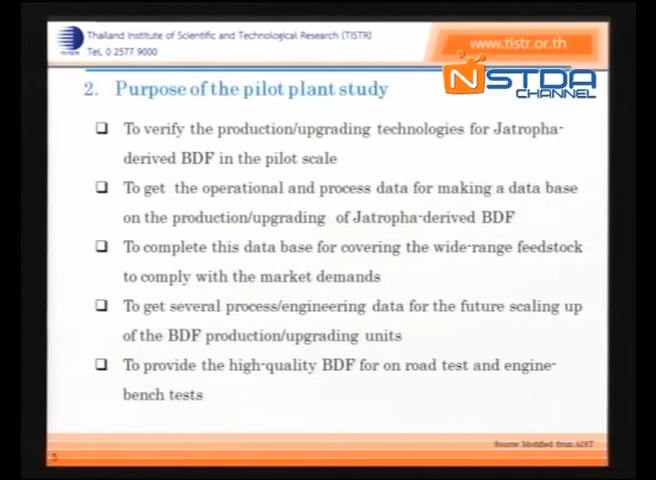 Thailand Institute of Scientific and Technological Research (TISTR)
Tel. 0 2577 9000
www.tistr.or.th
NSTDA
CHANNEL
2. Purpose of the pilot plant study
To verify the production/upgrading technologies for Jatropha-
derived BDF in the pilot scale
To get the operational and process data for making a data base
on the production/upgrading of Jatropha-derived BDF
To complete this data base for covering the wide-range feedstock
to comply with the market demands
To get several process/engineering data for the future scaling up
of the BDF production/upgrading units
To provide the high-quality BDF for on road test and engine-
bench tests
Source: Modified from AIST
5